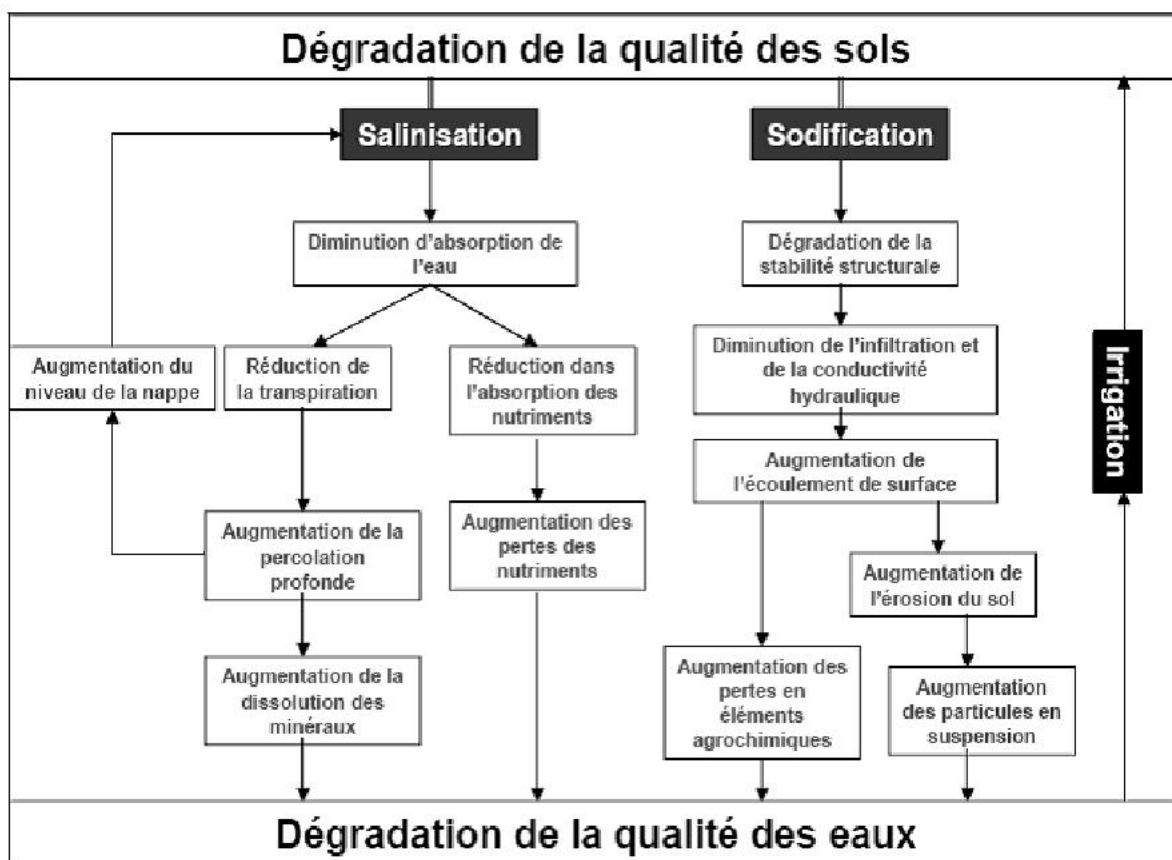 Dégradation de la qualité des sols
Salinisation
Sodification
Diminution d'absorption de
l'eau
Dégradation de la
stabilité structurale
Augmentation du
niveau de la nappe
Réduction de
la transpiration
Réduction dans
l'absorption des
nutriments
Diminution de l'infiltration et
de la conductivité
hydraulique
Irrigation
Augmentation de
l'écoulement de surface
Augmentation de la
percolation
profonde
Augmentation des
pertes des
nutriments
Augmentation de
l'érosion du sol
Augmentation de la
dissolution des
minéraux
Augmentation des
pertes en
éléments
agrochimiques
Augmentation
des particules en
suspension
Dégradation de la qualité des eaux